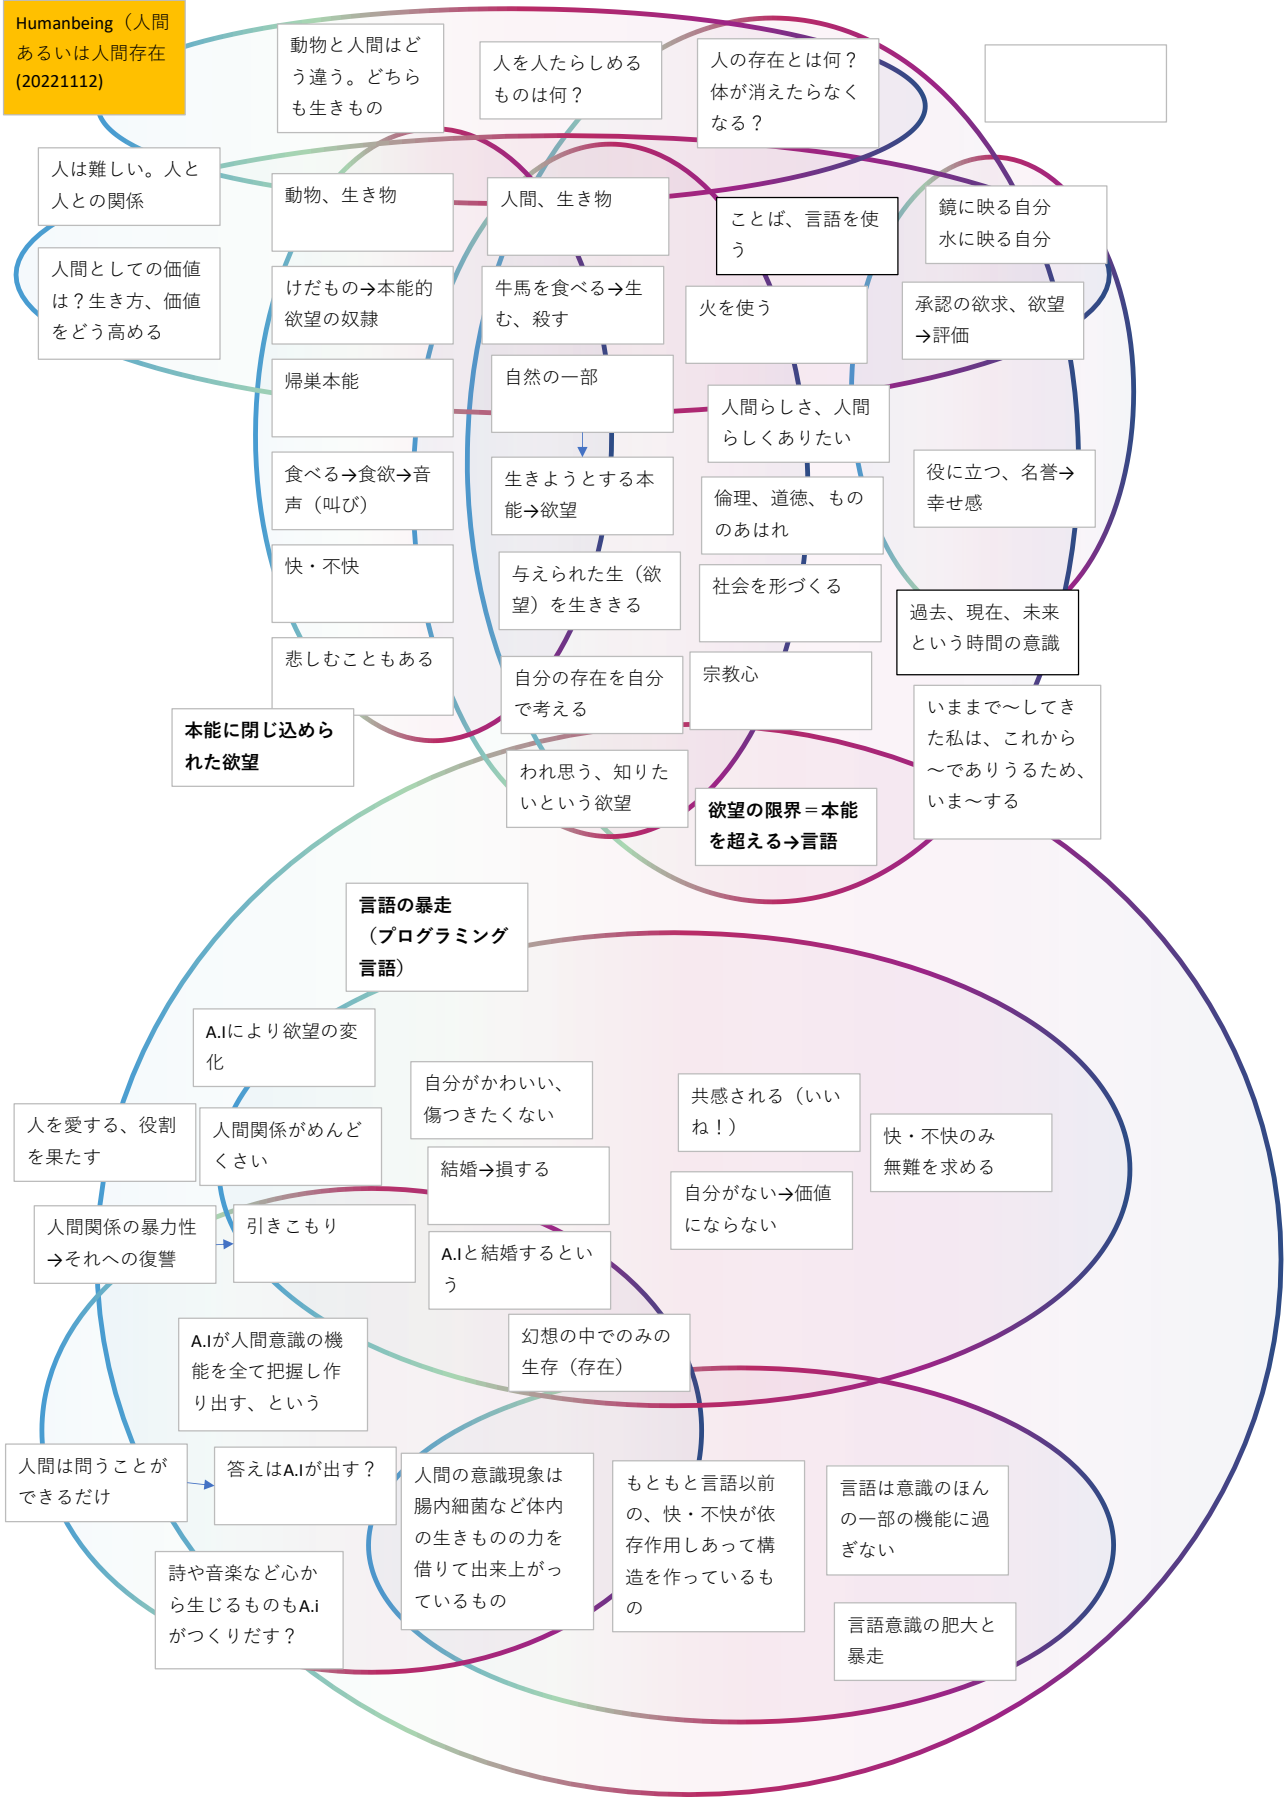 Humanbeing（人間
あるいは人間存在
(20221112)
動物と人間はど
う違う。どちら
も生きもの
人を人たらしめる
ものは何？
人の存在とは何？
体が消えたらなく
なる？
人は難しい。人と
人との関係
人間としての価値
は？生き方、価値
をどう高める
動物、生き物
けだもの→本能的
欲望の奴隷
帰巣本能
食べる→食欲→音
声（叫び）
快・不快
悲しむこともある
本能に閉じ込めら
れた欲望
人間、生き物
牛馬を食べる→生
む、殺す
自然の一部
生きようとする本
能→欲望
与えられた生（欲
望）を生ききる
自分の存在を自分
で考える
われ思う、知りた
いという欲望
ことば、言語を使
う
火を使う
人間らしさ、人間
らしくありたい
倫理、道徳、もの
のあはれ
社会を形づくる
宗教心
欲望の限界＝本能
を超える→言語
鏡に映る自分
水に映る自分
承認の欲求、欲望
→評価
役に立つ、名誉→
幸せ感
過去、現在、未来
という時間の意識
いままで～してき
た私は、これから
～でありうるため、
いま～する
言語の暴走
（プログラミング
言語）
A.Iにより欲望の変
化
人を愛する、役割
を果たす
人間関係がめんど
くさい
人間関係の暴力性
→それへの復讐
引きこもり
自分がかわいい、
傷つきたくない
結婚→損する
A.Iと結婚するとい
う
幻想の中でのみの
生存（存在）
共感される（いい
ね！）
自分がない→価値
にならない
快・不快のみ
無難を求める
A.Iが人間意識の機
能を全て把握し作
り出す、という
人間は問うことが
できるだけ
答えはA.Iが出す？
詩や音楽など心か
ら生じるものもA.i
がつくりだす？
人間の意識現象は
腸内細菌など体内
の生きものの力を
借りて出来上がっ
ているもの
もともと言語以前
の、快・不快が依
存作用しあって構
造を作っているも
の
言語は意識のほん
の一部の機能に過
ぎない
言語意識の肥大と
暴走